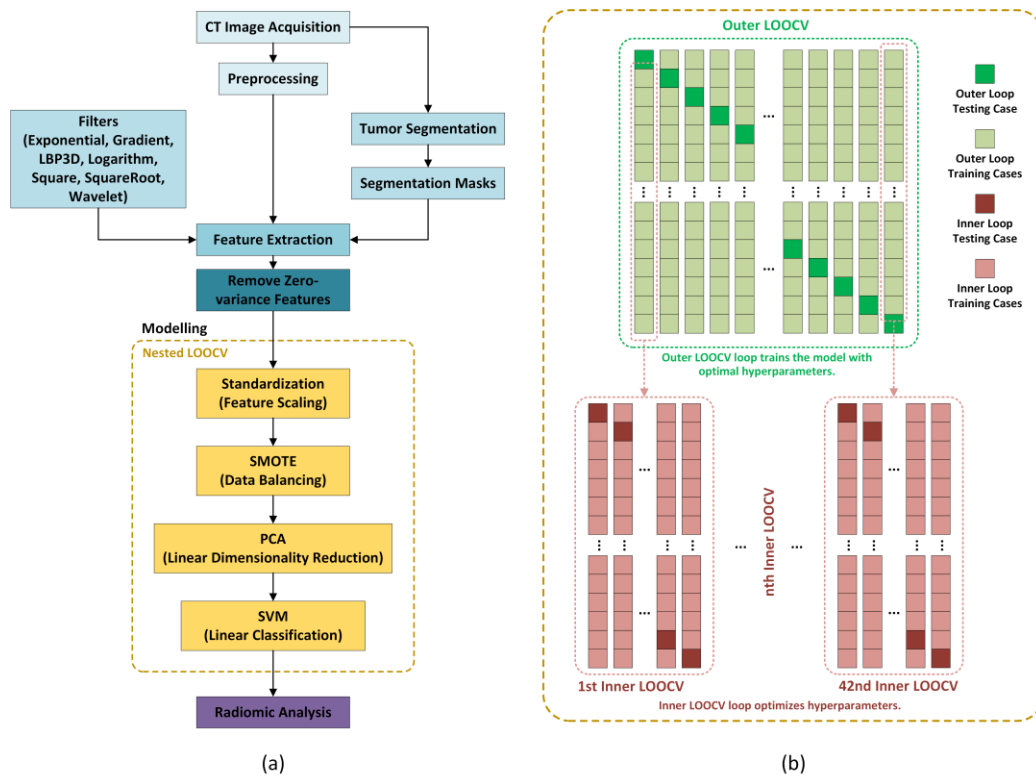 CT Image Acquisition
Preprocessing
Filters
(Exponential, Gradient,
LBP3D, Logarithm,
Square, SquareRoot,
Wavelet)
Tumor Segmentation
Segmentation Masks
Feature Extraction
Remove Zero-
variance Features
Modelling
Nested LOOCV
Standardization
(Feature Scaling)
SMOTE
(Data Balancing)
PCA
(Linear Dimensionality Reduction)
SVM
(Linear Classification)
Radiomic Analysis
(a)
Outer LOOCV
...
...
Outer LOOCV loop trains the model with
optimal hyperparameters.
Outer Loop
Testing Case
Outer Loop
Training Cases
Inner Loop
Testing Case
Inner Loop
Training Cases
...
...
1st Inner LOOCV
...
nth Inner LOOCV
...
...
...
42nd Inner LOOCV
Inner LOOCV loop optimizes hyperparameters.
(b)